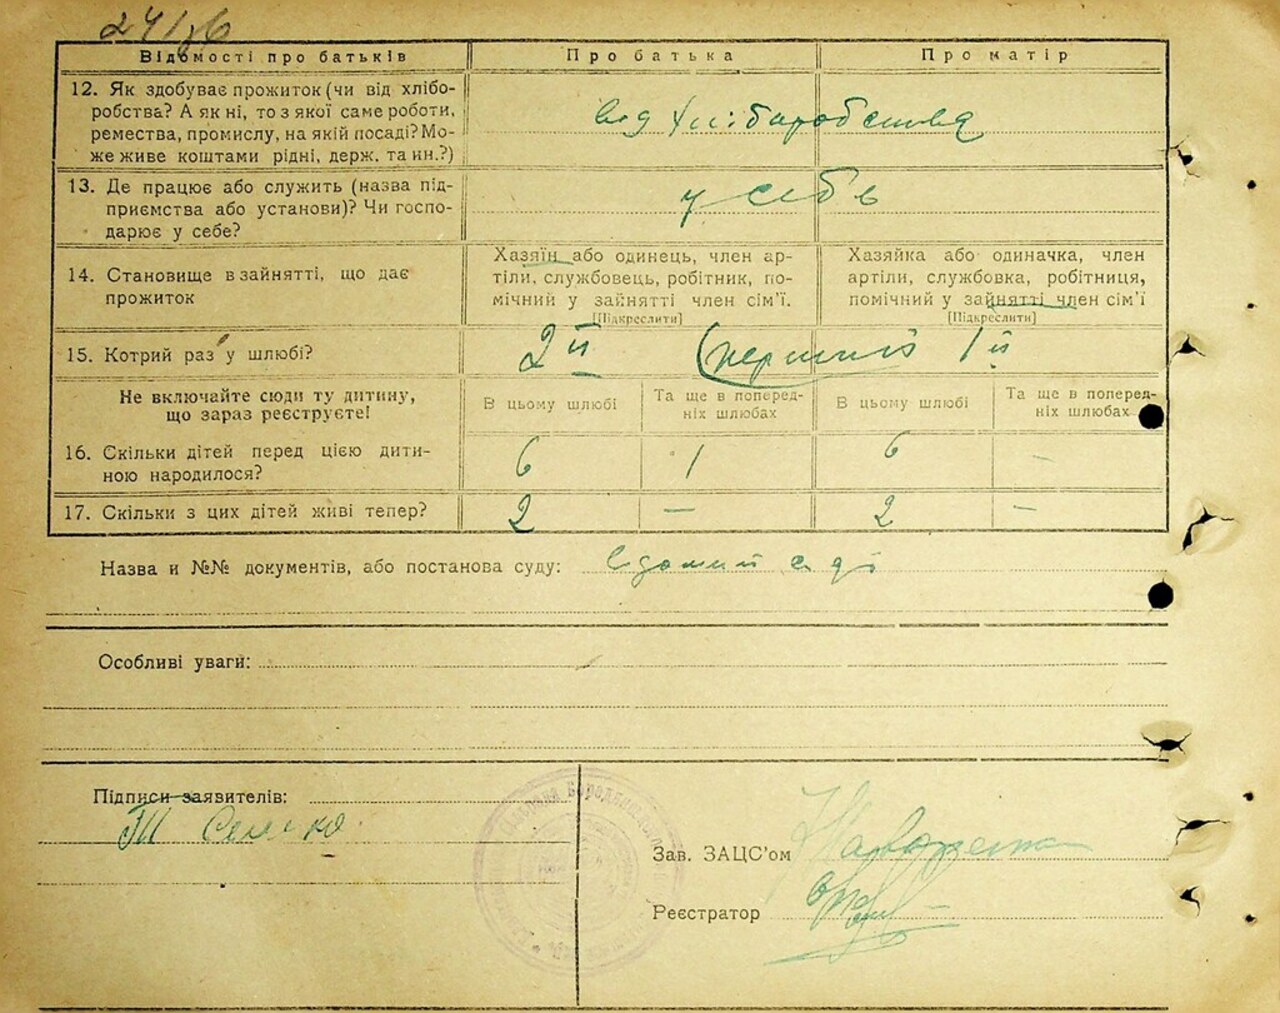 Відомості про батьків
Про батька
Про матір
12. Як здобуває прожиток (чи від хлібо-
робства? А як ні, то з якої саме роботи,
ремества, промислу, на якій посаді? Мо-
же живе коштами рідні, держ. та ин.?)
від хліборобства
13. Де працює або служить (назва під-
приємства або установи)? Чи госпо-
дарює у себе?
у себе
14. Становище в зайнятті, що дає
прожиток
Хазяїн або одинець, член ар-
тіли, службовець, робітник, по-
мічний у зайнятті член сім'ї.
[Підкреслити]
Хазяйка або одиначка, член
артіли, службовка, робітниця,
помічний у зайнятті член сім'ї
[Підкреслити]
15. Котрий раз у шлюбі?
2й
(перший 1й
Не включайте сюди ту дитину,
що зараз реєструєте!
В цьому шлюбі
Та ще в поперед-
ніх шлюбах
В цьому шлюбі
Та ще в поперед-
ніх шлюбах
16. Скільки дітей перед цією дити-
ною народилося?
6
1
6
–
17. Скільки з цих дітей живі тепер?
2
—
2
–
Назва и №№ документів, або постанова суду:
Особливі уваги:
Підписи заявителів:
Зав. ЗАЦС'ом
Реєстратор